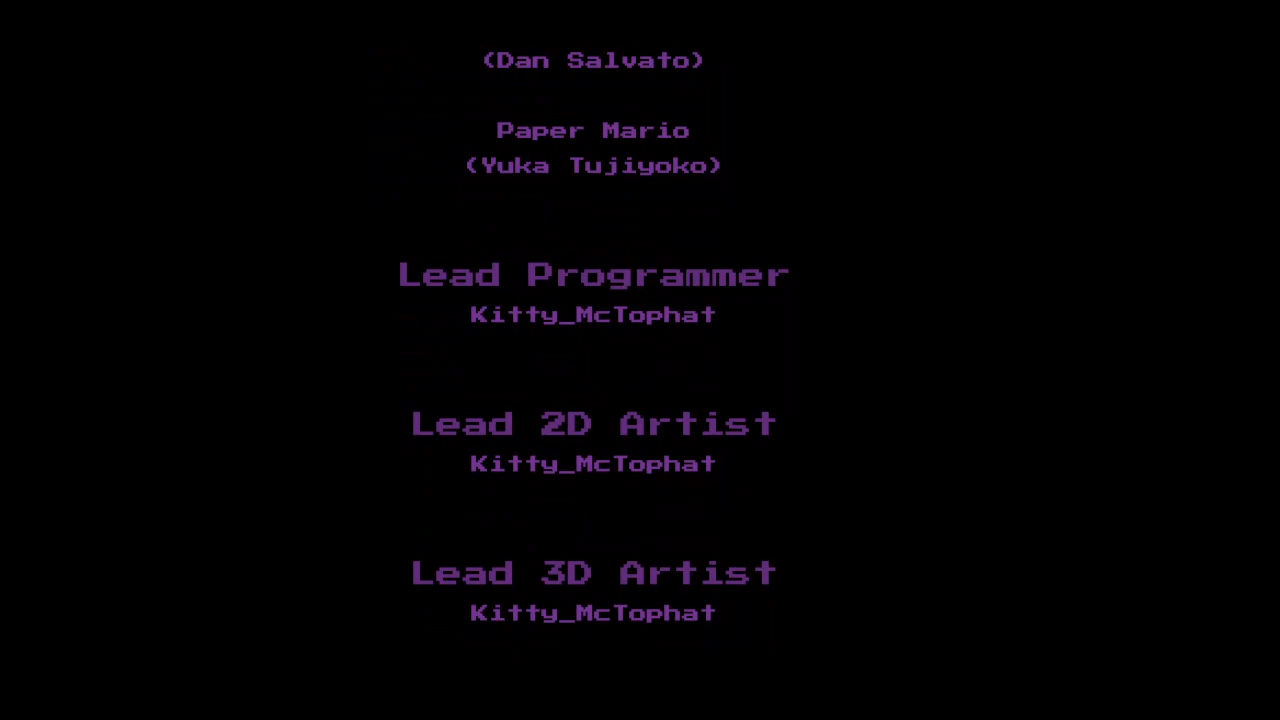 (Dan Salvato)
Paper Mario
(Yuka Tujiyoko)
Lead Programmer
Kitty_McTophat
Lead 2D Artist
Kitty_McTophat
Lead 3D Artist
Kitty_McTophat